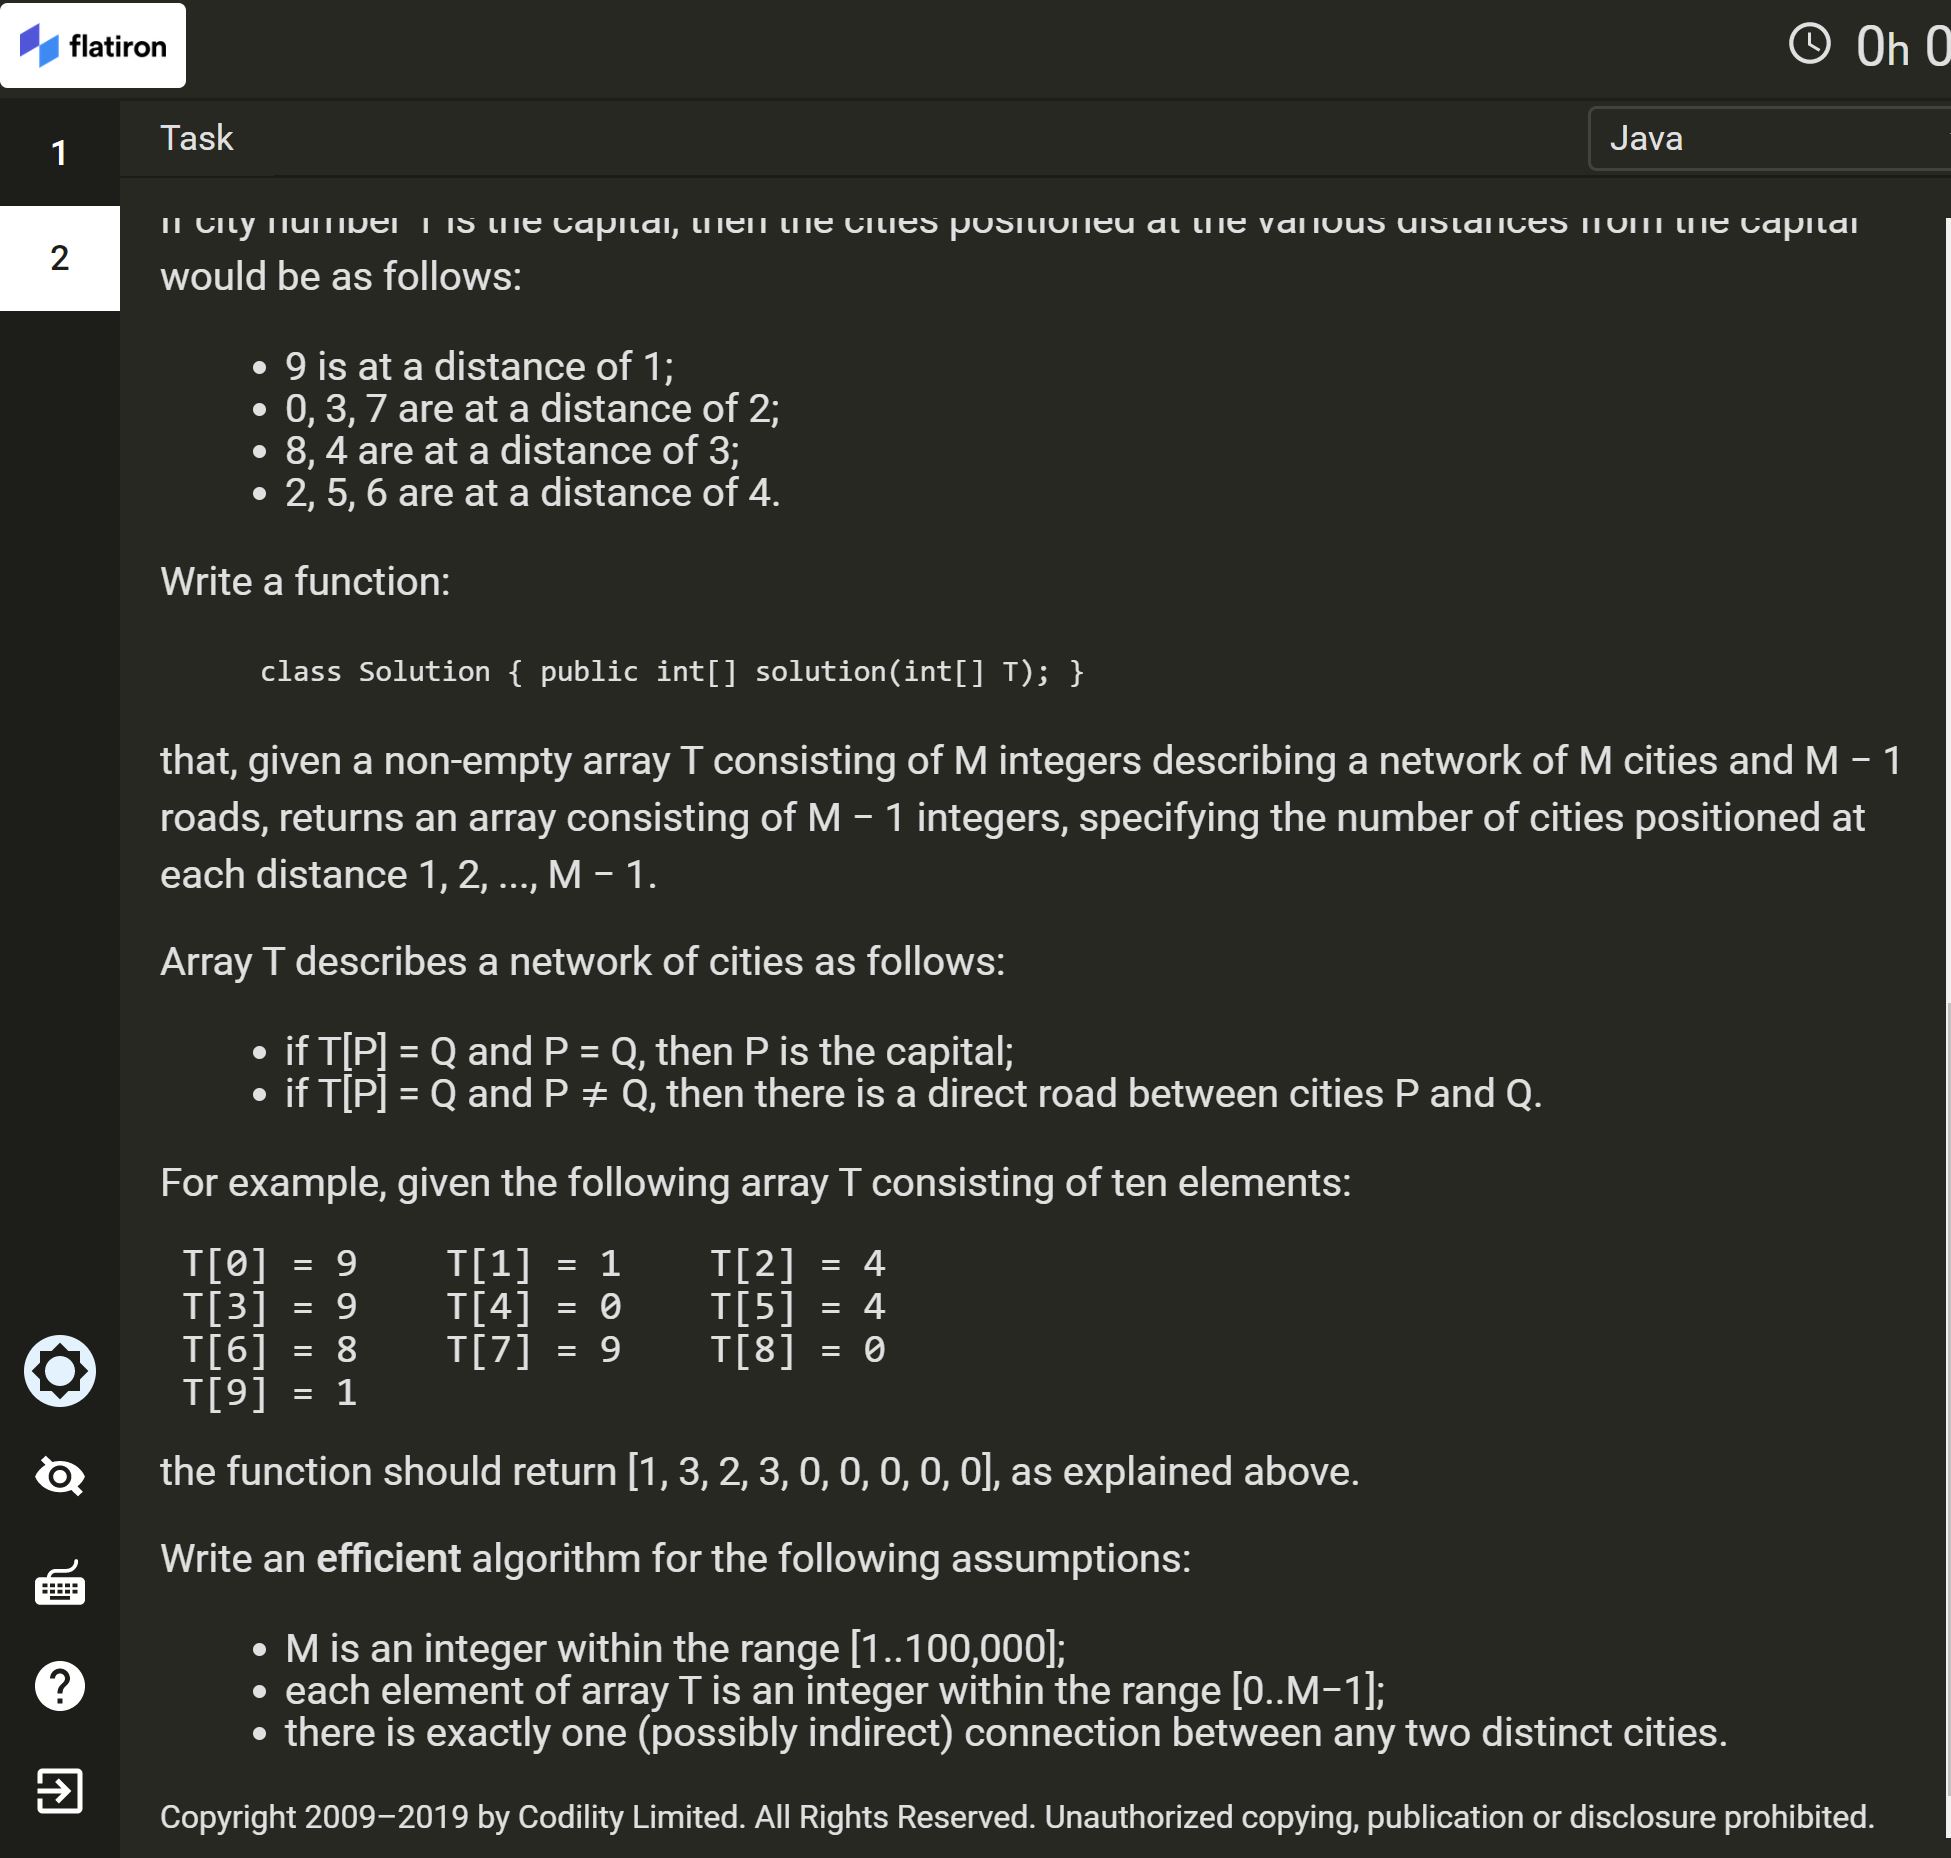 flatiron
0h 0
1
Task
Java
2
If city number 1 is the capital, then the cities positioned at the various distances from the capital
would be as follows:
• 9 is at a distance of 1;
• 0, 3, 7 are at a distance of 2;
• 8, 4 are at a distance of 3;
• 2, 5, 6 are at a distance of 4.
Write a function:
class Solution { public int[] solution(int[] T); }
that, given a non-empty array T consisting of M integers describing a network of M cities and M − 1
roads, returns an array consisting of M − 1 integers, specifying the number of cities positioned at
each distance 1, 2, ..., M − 1.
Array T describes a network of cities as follows:
• if T[P] = Q and P = Q, then P is the capital;
• if T[P] = Q and P ≠ Q, then there is a direct road between cities P and Q.
For example, given the following array T consisting of ten elements:
T[0] = 9    T[1] = 1    T[2] = 4
T[3] = 9    T[4] = 0    T[5] = 4
T[6] = 8    T[7] = 9    T[8] = 0
T[9] = 1
the function should return [1, 3, 2, 3, 0, 0, 0, 0, 0], as explained above.
Write an efficient algorithm for the following assumptions:
• M is an integer within the range [1..100,000];
• each element of array T is an integer within the range [0..M−1];
• there is exactly one (possibly indirect) connection between any two distinct cities.
Copyright 2009–2019 by Codility Limited. All Rights Reserved. Unauthorized copying, publication or disclosure prohibited.